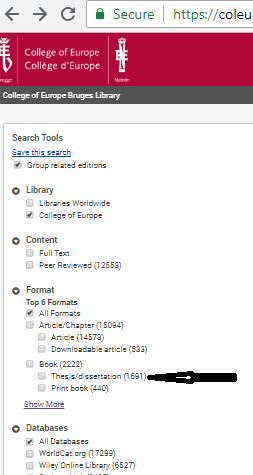 https://coleu
College of Europe
Collège d'Europe
Brugge
Natolin
College of Europe Bruges Library
Search Tools
Save this search
Group related editions
Library
Libraries Worldwide
College of Europe
Content
Full Text
Peer Reviewed (12553)
Format
Top 6 Formats
All Formats
Article/Chapter (15094)
Article (14573)
Downloadable article (533)
Book (2222)
Thesis/dissertation (1691)
Print book (440)
Show More
Databases
All Databases
WorldCat.org (17299)
Wiley Online Library (6527)